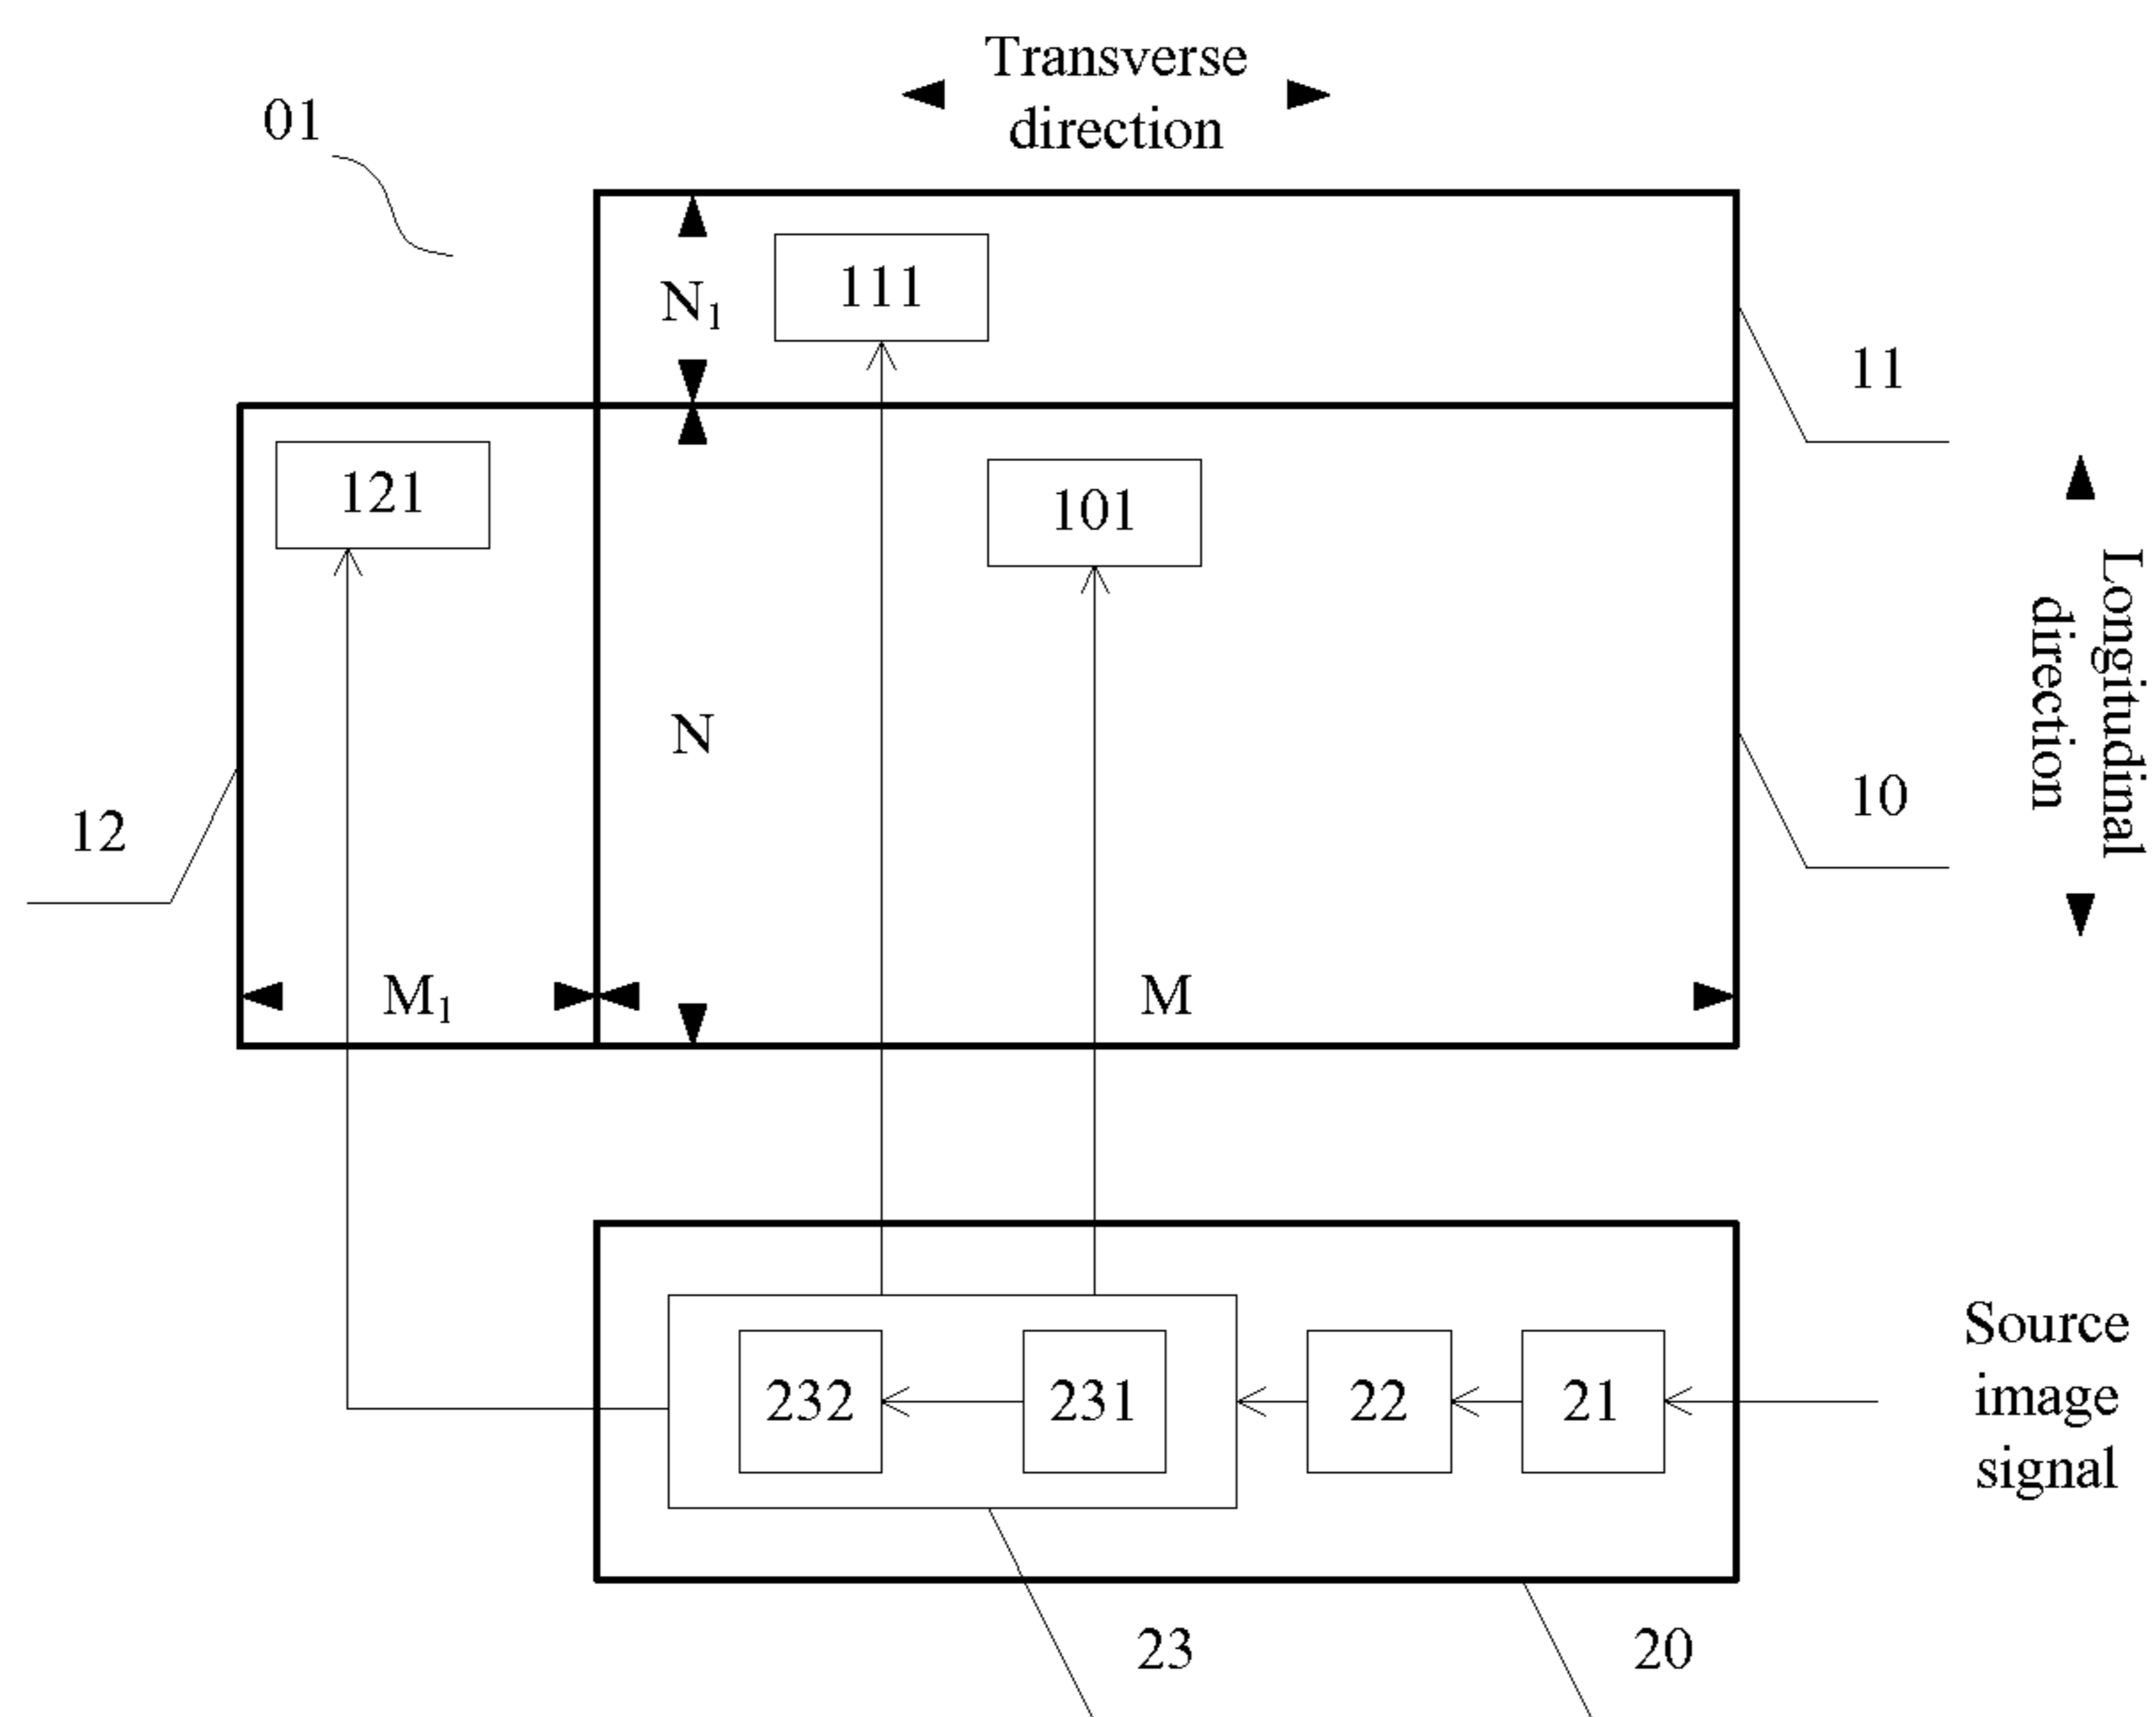 Transverse
direction
01
111
N₁
11
121
101
Longitudinal
direction
N
10
12
M₁
M
Source
image
signal
232
231
22
21
23
20